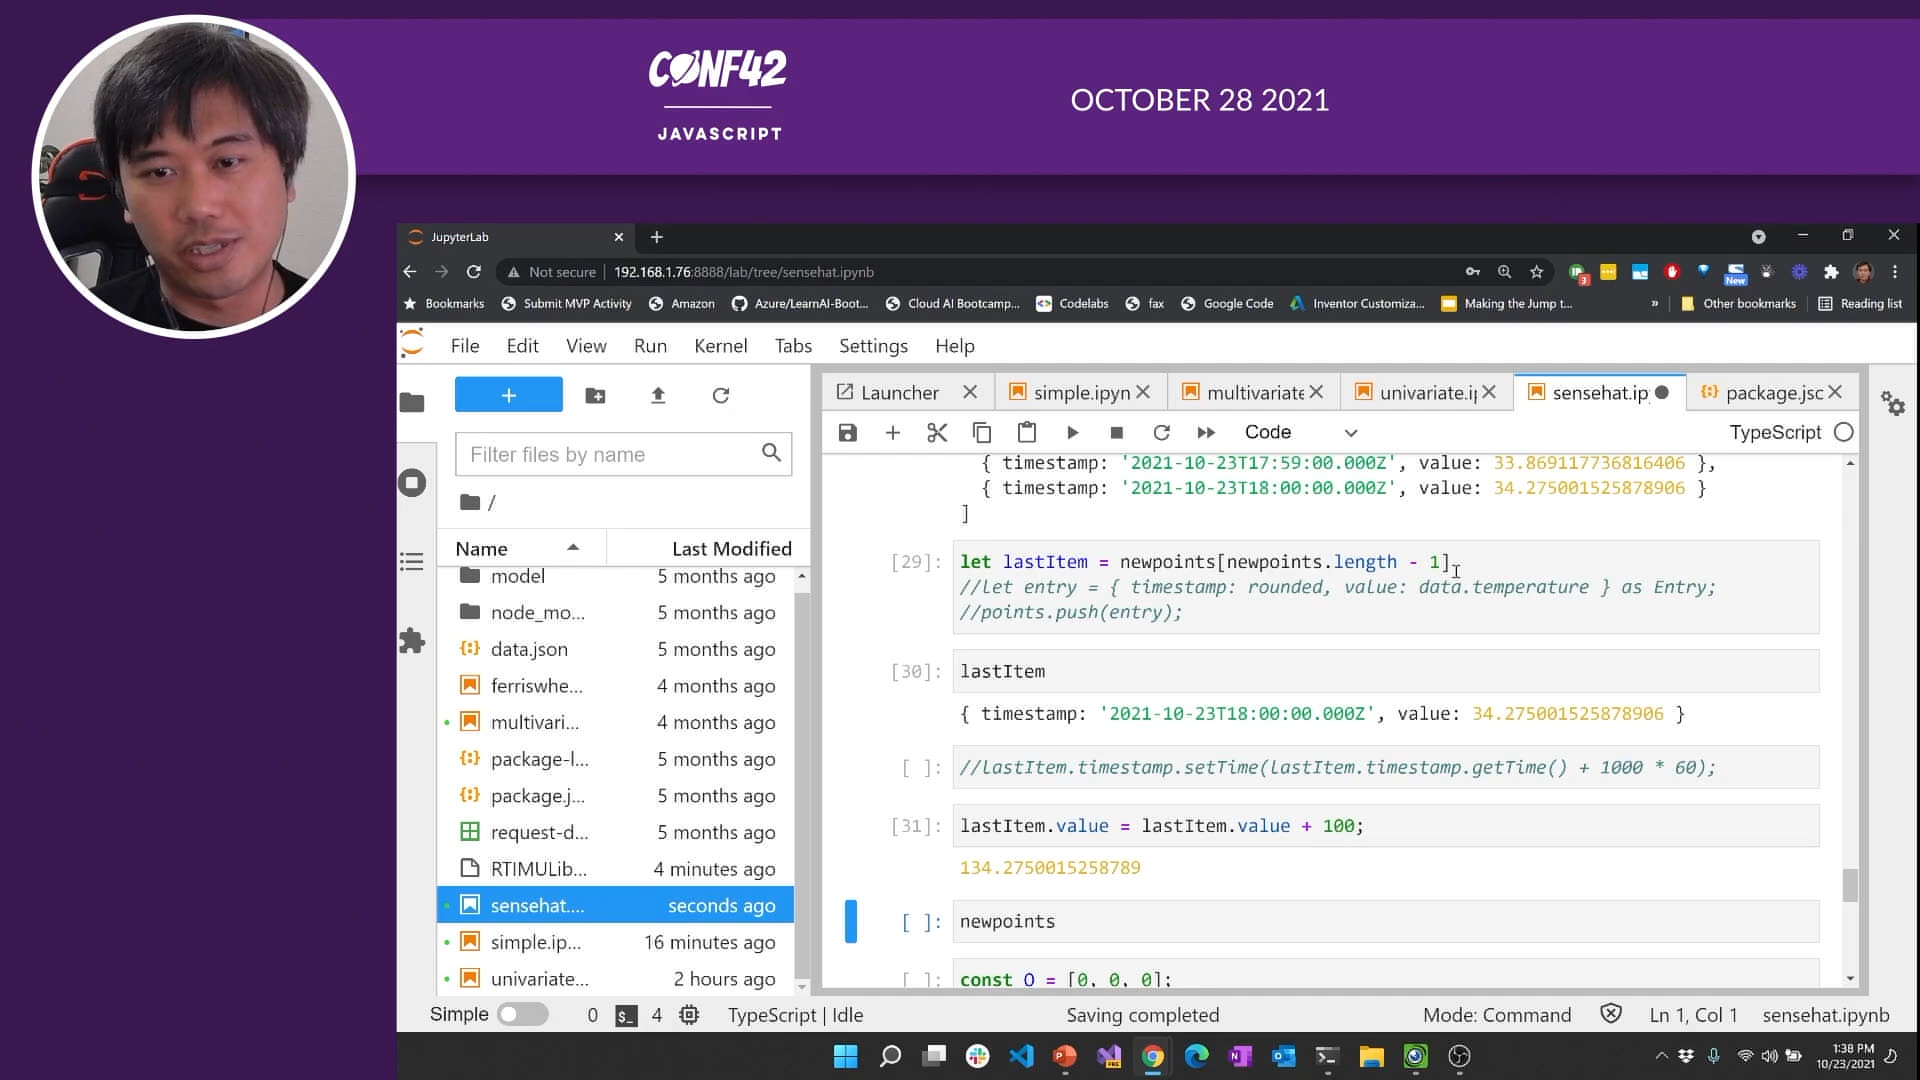 CONF42
JAVASCRIPT
OCTOBER 28 2021
JupyterLab
Not secure | 192.168.1.76:8888/lab/tree/sensehat.ipynb
3
New
Bookmarks Submit MVP Activity Amazon Azure/LearnAI-Boot... Cloud AI Bootcamp... Codelabs fax Google Code Inventor Customiza... Making the Jump t... » Other bookmarks Reading list
File Edit View Run Kernel Tabs Settings Help
+
Launcher simple.ipyn multivariate univariate.ip sensehat.ip package.jsc
Code TypeScript
Filter files by name
/
Name Last Modified
model 5 months ago
node_mo... 5 months ago
data.json 5 months ago
ferriswhe... 4 months ago
multivari... 4 months ago
package-l... 5 months ago
package.j... 5 months ago
request-d... 5 months ago
RTIMULib... 4 minutes ago
sensehat.... seconds ago
simple.ip... 16 minutes ago
univariate... 2 hours ago
{ timestamp: '2021-10-23T17:59:00.000Z', value: 33.869117736816406 },
{ timestamp: '2021-10-23T18:00:00.000Z', value: 34.275001525878906 }
]
[29]: let lastItem = newpoints[newpoints.length - 1]
//let entry = { timestamp: rounded, value: data.temperature } as Entry;
//points.push(entry);
[30]: lastItem
{ timestamp: '2021-10-23T18:00:00.000Z', value: 34.275001525878906 }
[ ]: //lastItem.timestamp.setTime(lastItem.timestamp.getTime() + 1000 * 60);
[31]: lastItem.value = lastItem.value + 100;
134.2750015258789
[ ]: newpoints
[ ]: const O = [0, 0, 0];
Simple 0 $_ 4 TypeScript | Idle Saving completed Mode: Command Ln 1, Col 1 sensehat.ipynb
1:38 PM
10/23/2021